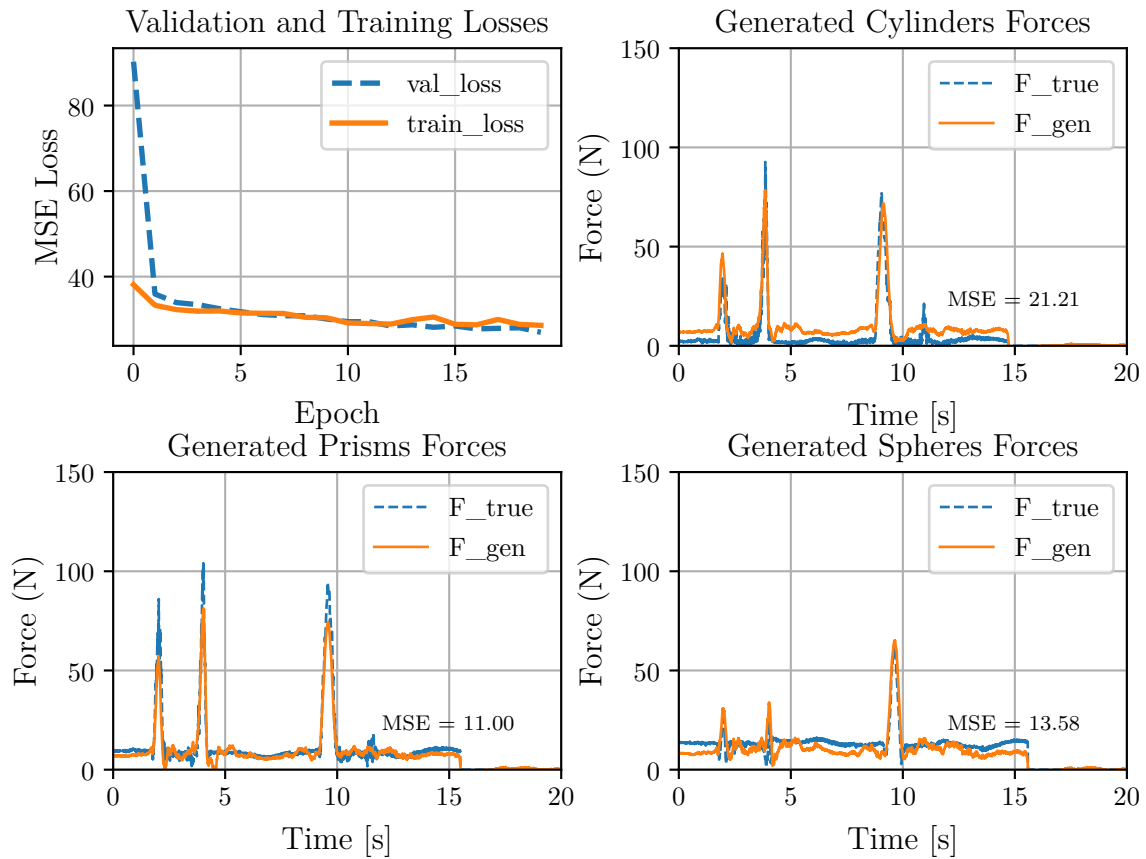 Validation and Training Losses
MSE Loss
80
60
40
val_loss
train_loss
0
5
10
15
Epoch
Generated Cylinders Forces
Force (N)
150
100
50
0
F_true
F_gen
MSE = 21.21
0
5
10
15
20
Time [s]
Generated Prisms Forces
Force (N)
150
100
50
0
F_true
F_gen
MSE = 11.00
0
5
10
15
20
Time [s]
Generated Spheres Forces
Force (N)
150
100
50
0
F_true
F_gen
MSE = 13.58
0
5
10
15
20
Time [s]